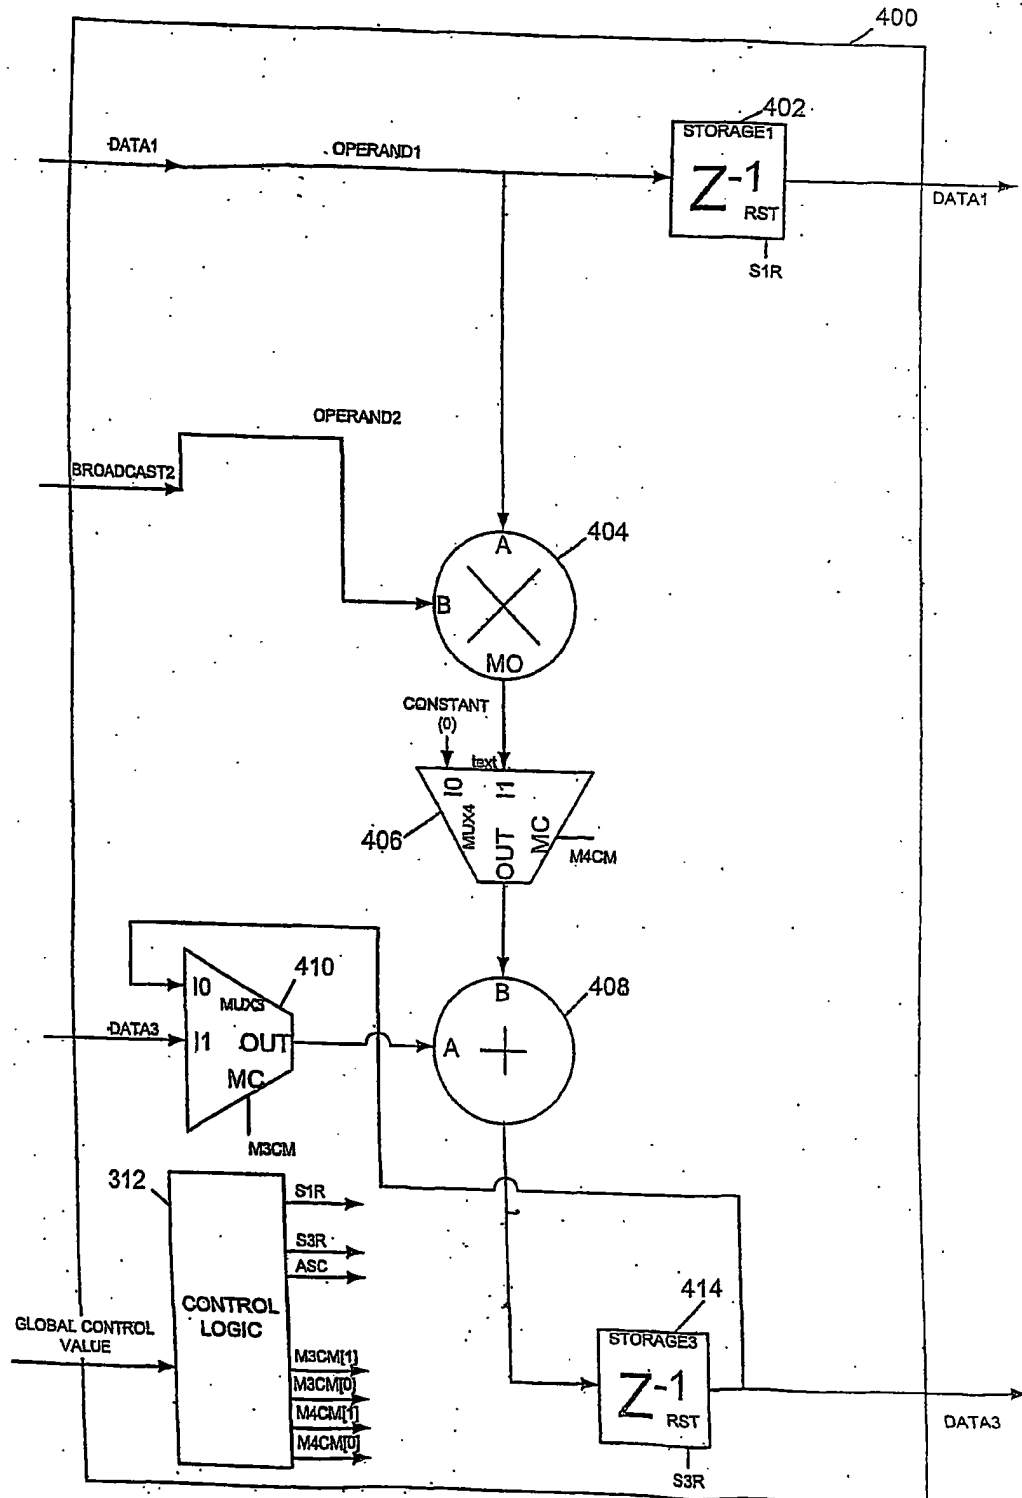 400
402
STORAGE1
Z-1
RST
S1R
DATA1
OPERAND1
DATA1
OPERAND2
BROADCAST2
404
A
B
MO
CONSTANT
(0)
text
I0
I1
MUX4
OUT
MC
406
M4CM
410
I0
MUX3
DATA3
I1
OUT
MC
M3CM
408
B
A
312
S1R
S3R
ASC
CONTROL
LOGIC
GLOBAL CONTROL
VALUE
M3CM[1]
M3CM[0]
M4CM[1]
M4CM[0]
414
STORAGE3
Z-1
RST
S3R
DATA3